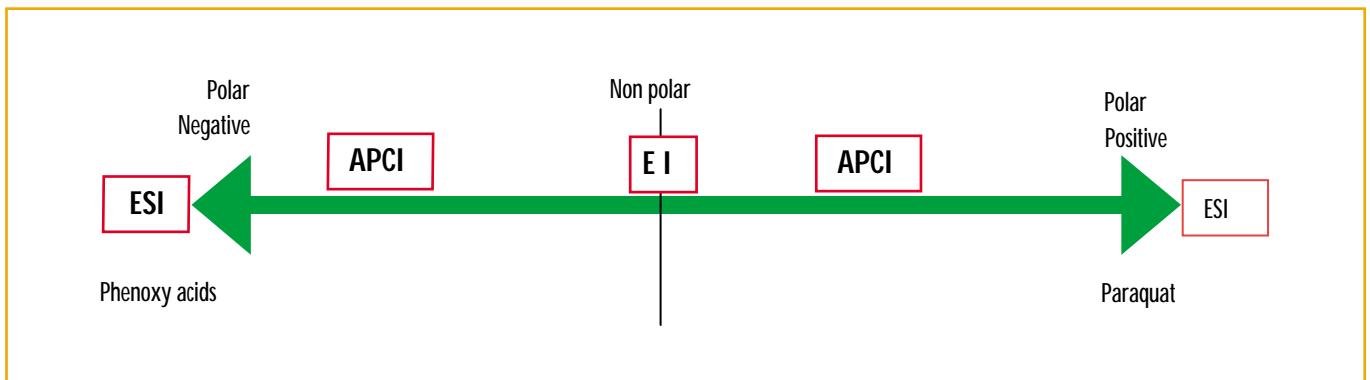 Polar
Negative
Non polar
Polar
Positive
APCI
E I
APCI
ESI
ESI
Phenoxy acids
Paraquat